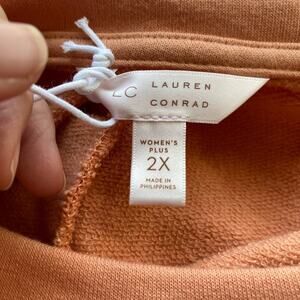 LC LAUREN
CONRAD
WOMEN'S
PLUS
2X
MADE IN
PHILIPPINES